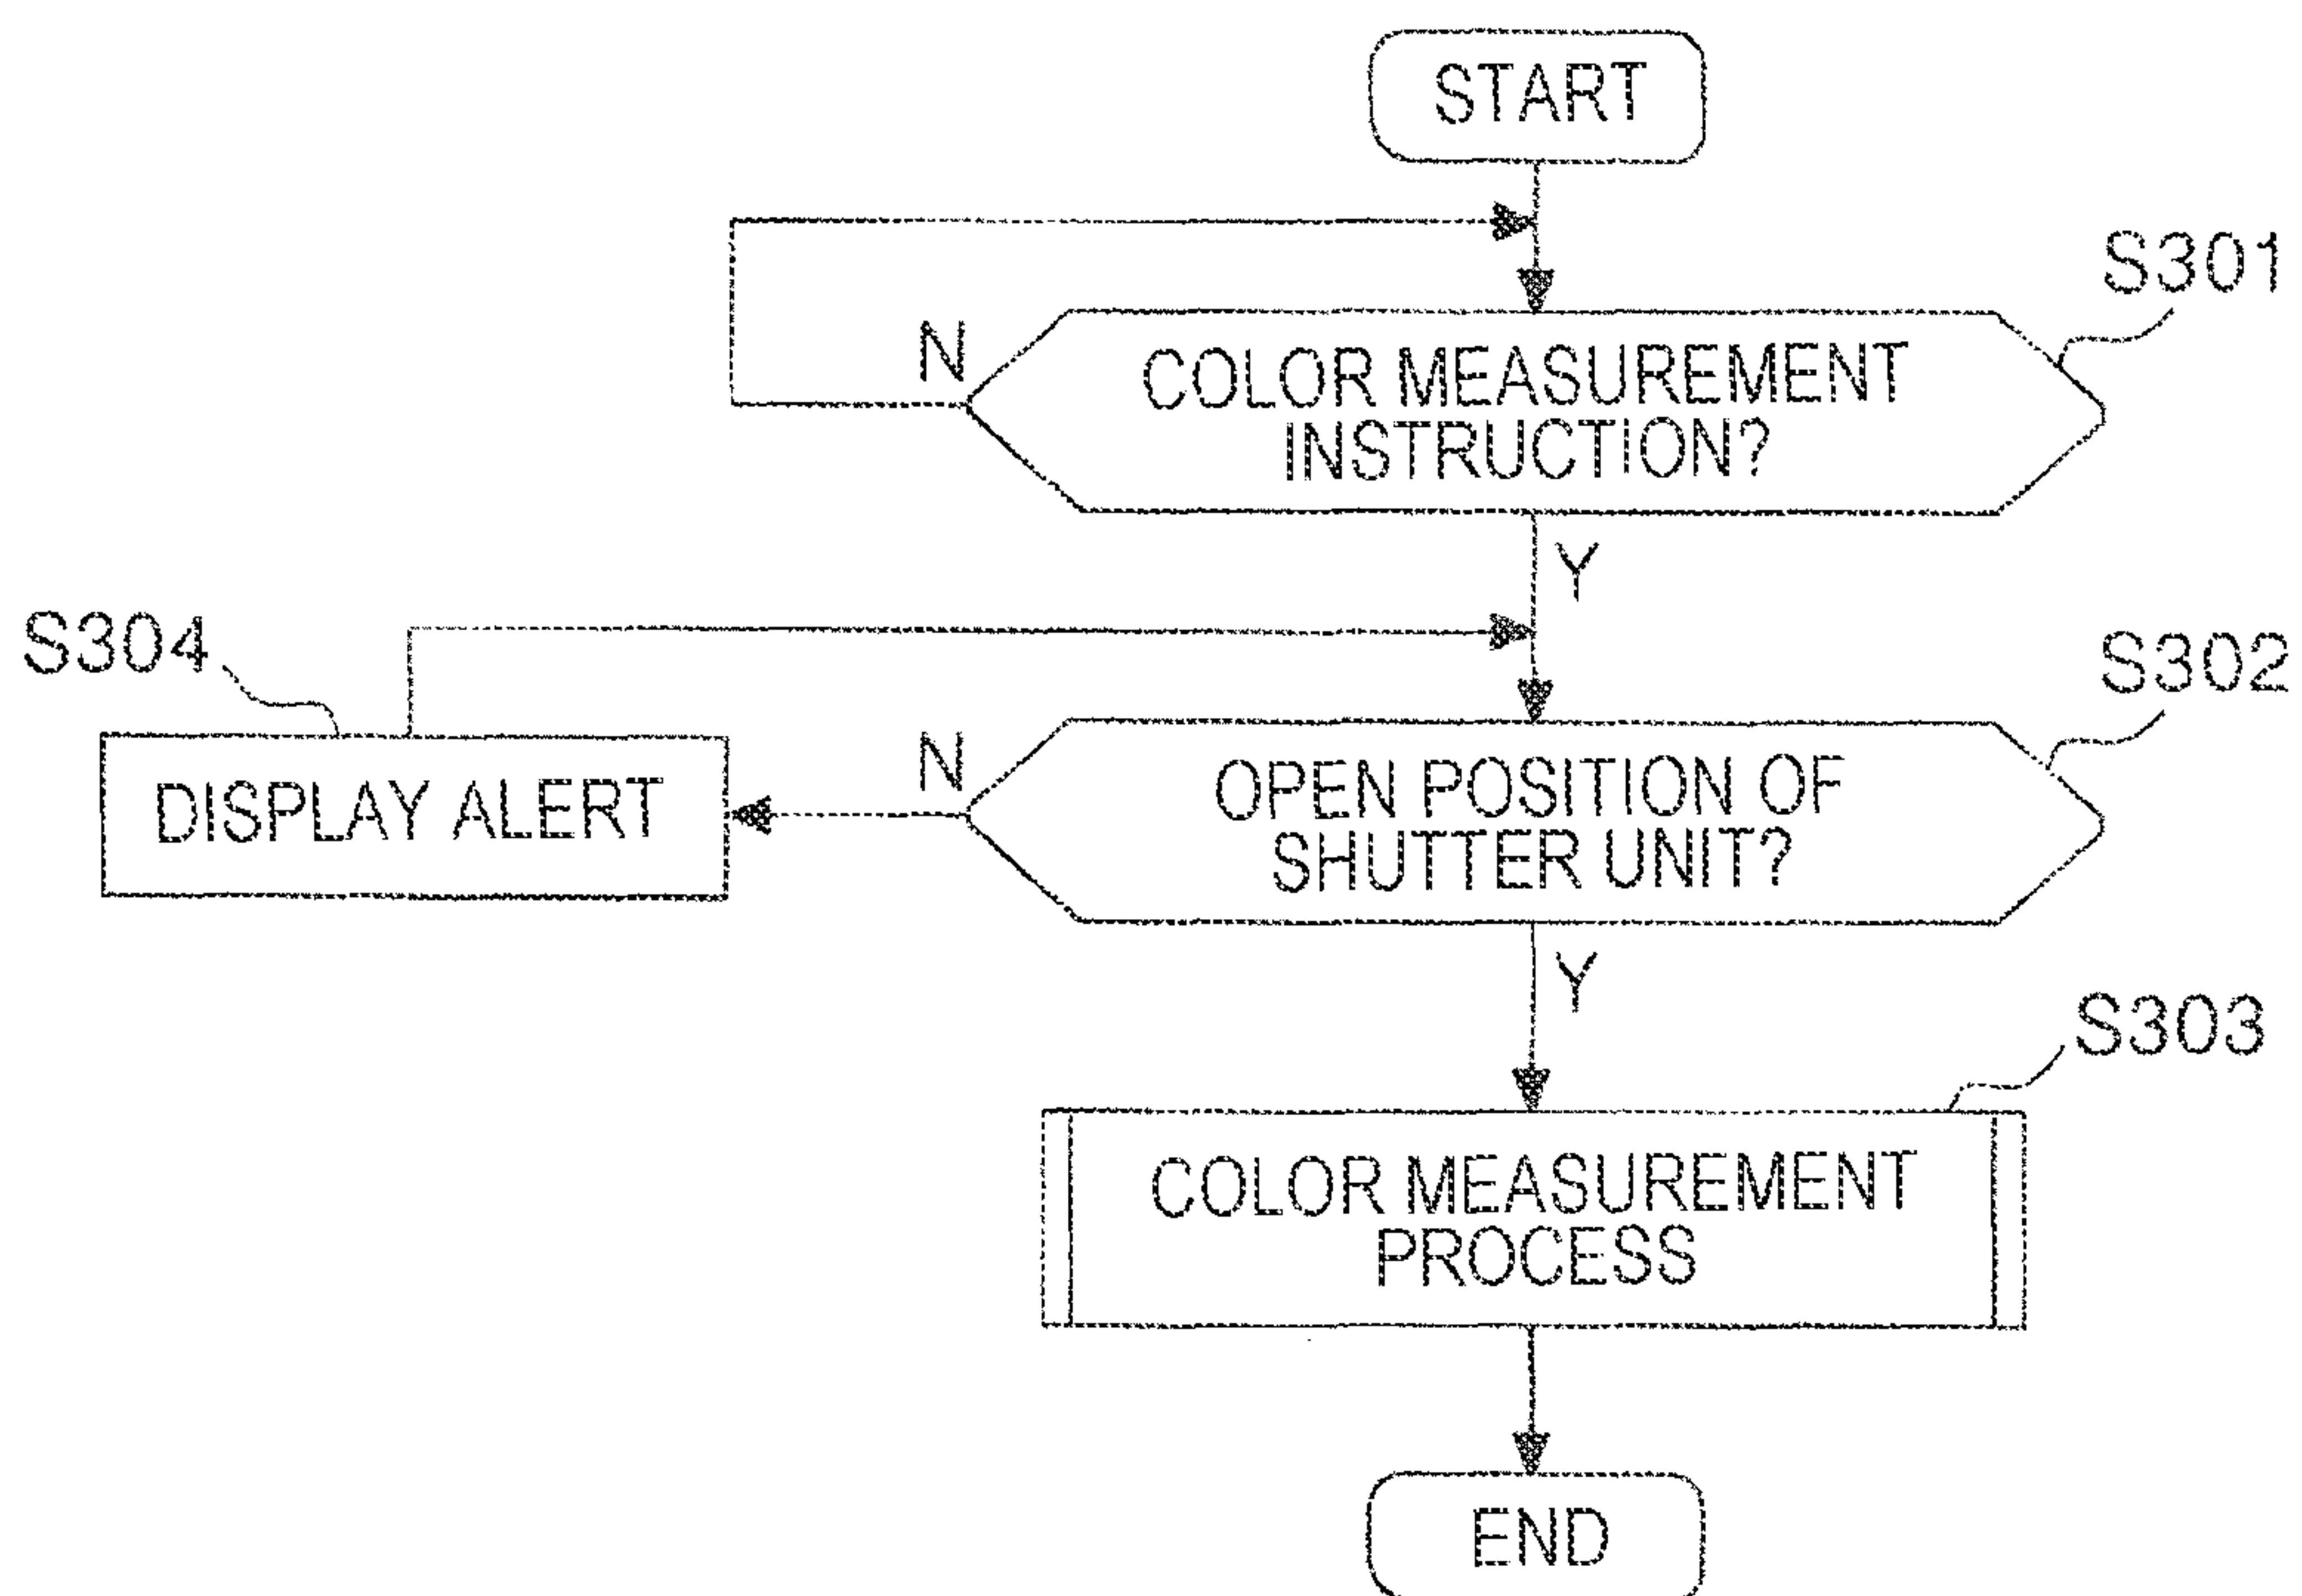 START
S301
N
COLOR MEASUREMENT
INSTRUCTION?
Y
S304
S302
DISPLAY ALERT
N
OPEN POSITION OF
SHUTTER UNIT?
Y
S303
COLOR MEASUREMENT
PROCESS
END